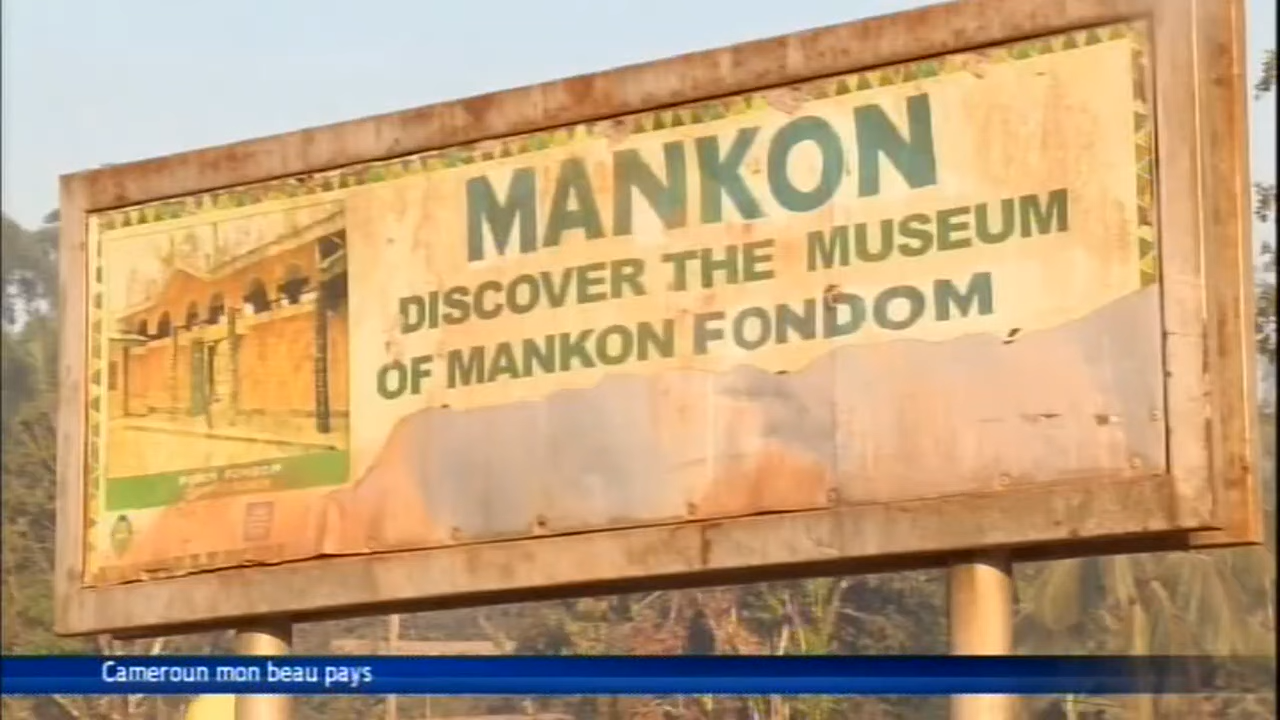 MANKON
DISCOVER THE MUSEUM
OF MANKON FONDOM
Cameroun mon beau pays